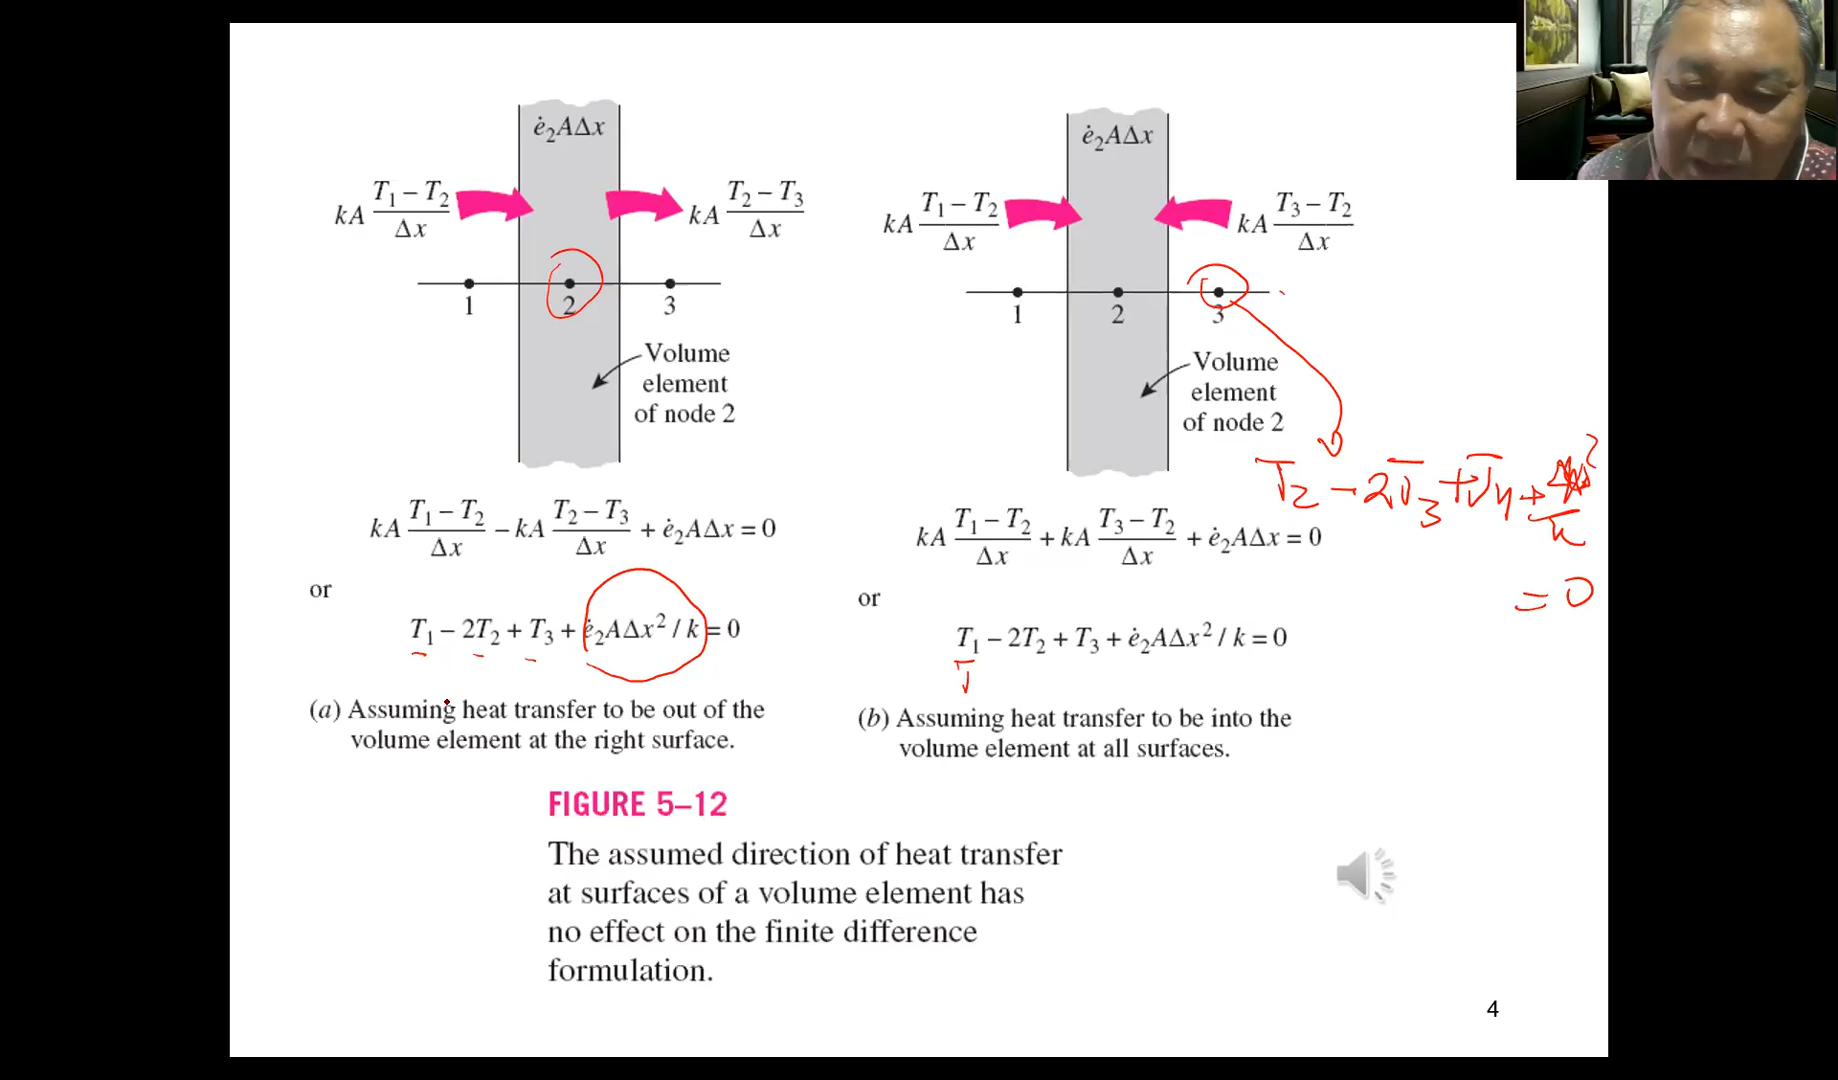 ė₂AΔx
kA (T₁ − T₂)/Δx
kA (T₂ − T₃)/Δx
1 2 3
Volume
element
of node 2
kA (T₁ − T₂)/Δx − kA (T₂ − T₃)/Δx + ė₂AΔx = 0
or
T₁ − 2T₂ + T₃ + ė₂AΔx² / k = 0
(a) Assuming heat transfer to be out of the
volume element at the right surface.
ė₂AΔx
kA (T₁ − T₂)/Δx
kA (T₃ − T₂)/Δx
1 2 3
Volume
element
of node 2
T₂ − 2T₃ + T₄ +
= 0
kA (T₁ − T₂)/Δx + kA (T₃ − T₂)/Δx + ė₂AΔx = 0
or
T₁ − 2T₂ + T₃ + ė₂AΔx² / k = 0
T
(b) Assuming heat transfer to be into the
volume element at all surfaces.
FIGURE 5–12
The assumed direction of heat transfer
at surfaces of a volume element has
no effect on the finite difference
formulation.
4